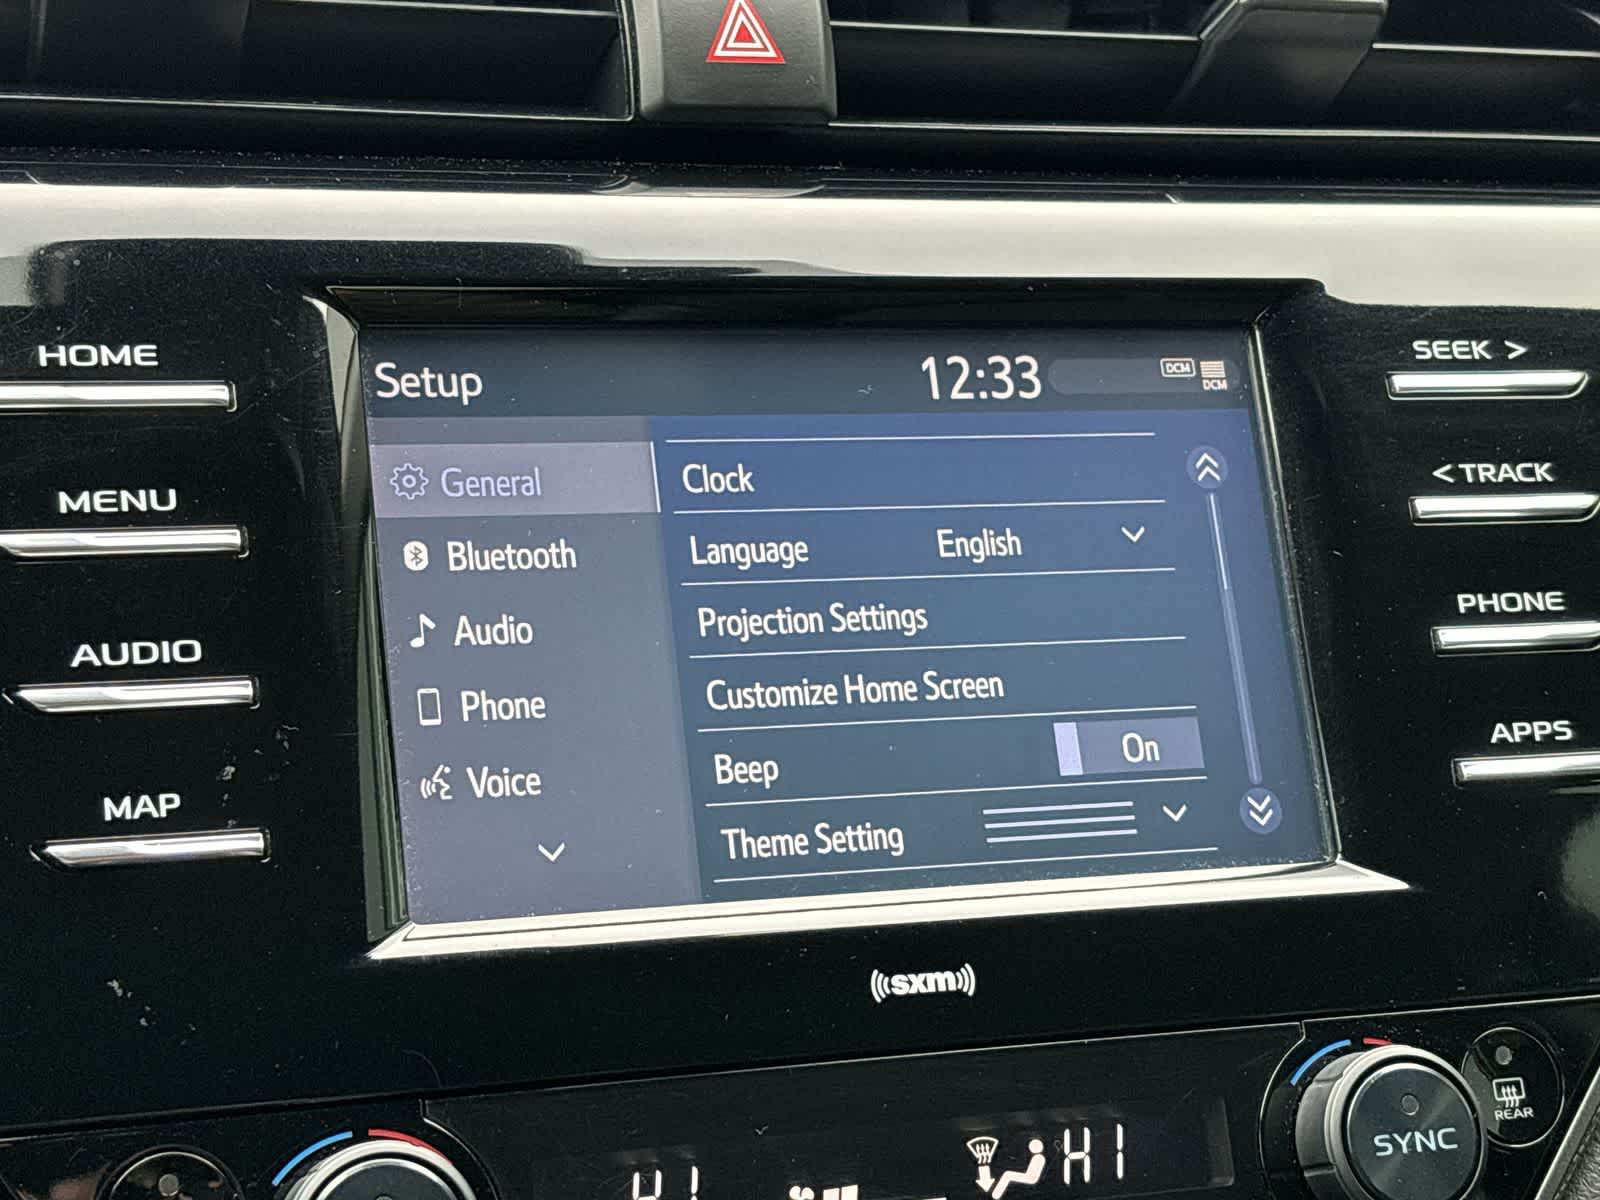 HOME
MENU
AUDIO
MAP
Setup
12:33
DCM
DCM
General
Bluetooth
Audio
Phone
Voice
Clock
Language English
Projection Settings
Customize Home Screen
Beep On
Theme Setting
SEEK >
< TRACK
PHONE
APPS
sxm
HI
HI
SYNC
REAR